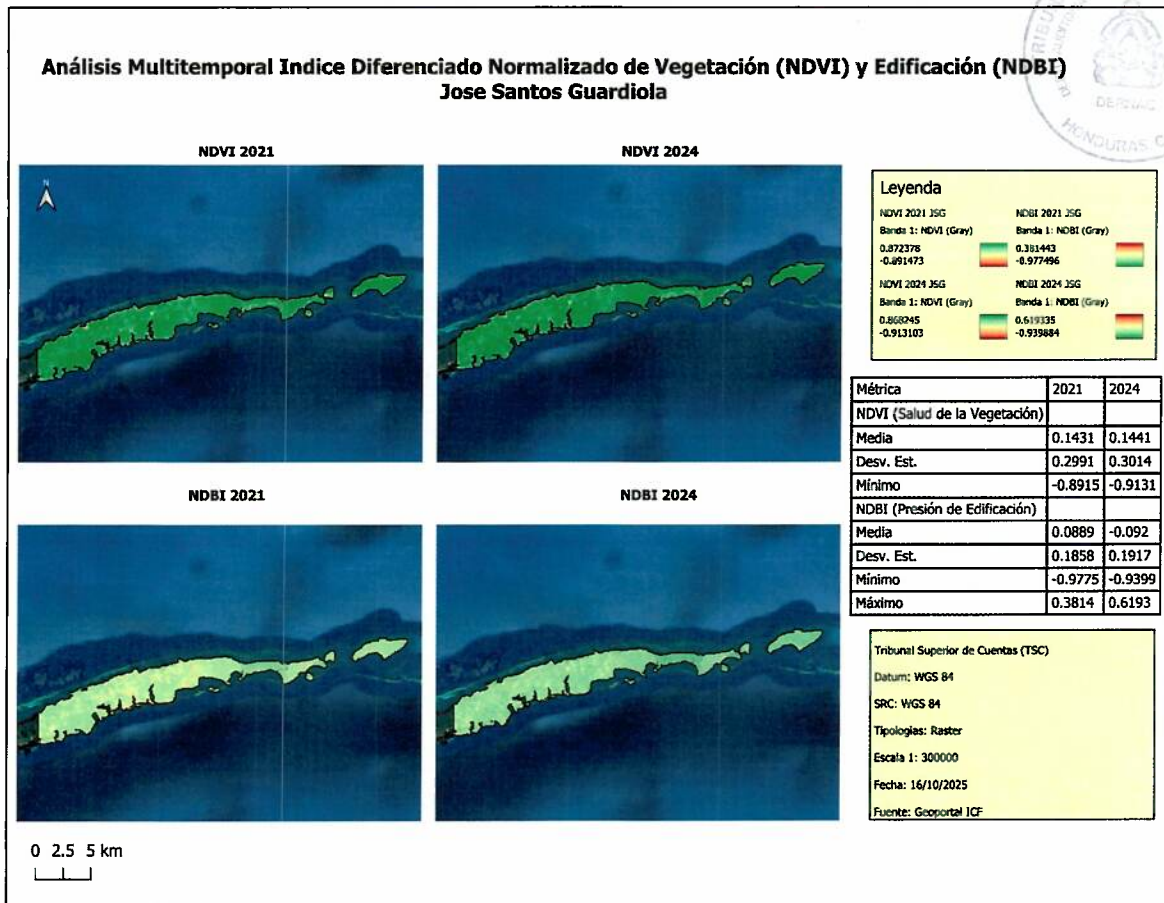 Análisis Multitemporal Indice Diferenciado Normalizado de Vegetación (NDVI) y Edificación (NDBI)
Jose Santos Guardiola
DERNAC
HONDURAS, C
NDVI 2021
NDVI 2024
N
NDBI 2021
NDBI 2024
0 2.5 5 km
Leyenda
NDVI 2021 JSG
Banda 1: NDVI (Gray)
0.872378
-0.891473
NDBI 2021 JSG
Banda 1: NDBI (Gray)
0.381443
-0.977496
NDVI 2024 JSG
Banda 1: NDVI (Gray)
0.868245
-0.913103
NDBI 2024 JSG
Banda 1: NDBI (Gray)
0.619335
-0.939884
Métrica 2021 2024
NDVI (Salud de la Vegetación)
Media 0.1431 0.1441
Desv. Est. 0.2991 0.3014
Mínimo -0.8915 -0.9131
NDBI (Presión de Edificación)
Media 0.0889 -0.092
Desv. Est. 0.1858 0.1917
Mínimo -0.9775 -0.9399
Máximo 0.3814 0.6193
Tribunal Superior de Cuentas (TSC)
Datum: WGS 84
SRC: WGS 84
Tipologias: Raster
Escala 1: 300000
Fecha: 16/10/2025
Fuente: Geoportal ICF